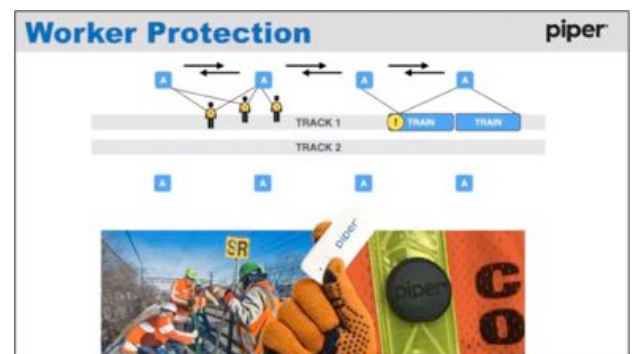 Worker Protection
piper
A A A A
TRACK 1
! TRAIN TRAIN
TRACK 2
A A A A
SR
piper
piper
CO